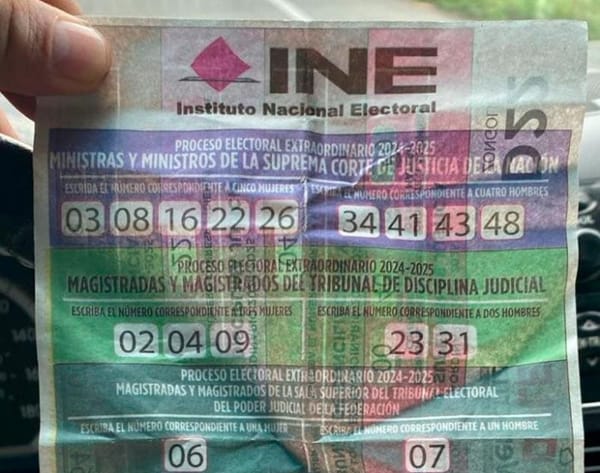 INE
Instituto Nacional Electoral
PROCESO ELECTORAL EXTRAORDINARIO 2024-2025
MINISTRAS Y MINISTROS DE LA SUPREMA CORTE DE JUSTICIA DE LA NACIÓN
ESCRIBA EL NÚMERO CORRESPONDIENTE A CINCO MUJERES
ESCRIBA EL NÚMERO CORRESPONDIENTE A CUATRO HOMBRES
03 08 16 22 26
34 41 43 48
PROCESO ELECTORAL EXTRAORDINARIO 2024-2025
MAGISTRADAS Y MAGISTRADOS DEL TRIBUNAL DE DISCIPLINA JUDICIAL
ESCRIBA EL NÚMERO CORRESPONDIENTE A TRES MUJERES
ESCRIBA EL NÚMERO CORRESPONDIENTE A DOS HOMBRES
02 04 09
23 31
PROCESO ELECTORAL EXTRAORDINARIO 2024-2025
MAGISTRADAS Y MAGISTRADOS DE LA SALA SUPERIOR DEL TRIBUNAL ELECTORAL
DEL PODER JUDICIAL DE LA FEDERACIÓN
ESCRIBA EL NÚMERO CORRESPONDIENTE A UNA MUJER
ESCRIBA EL NÚMERO CORRESPONDIENTE A UN HOMBRE
06
07